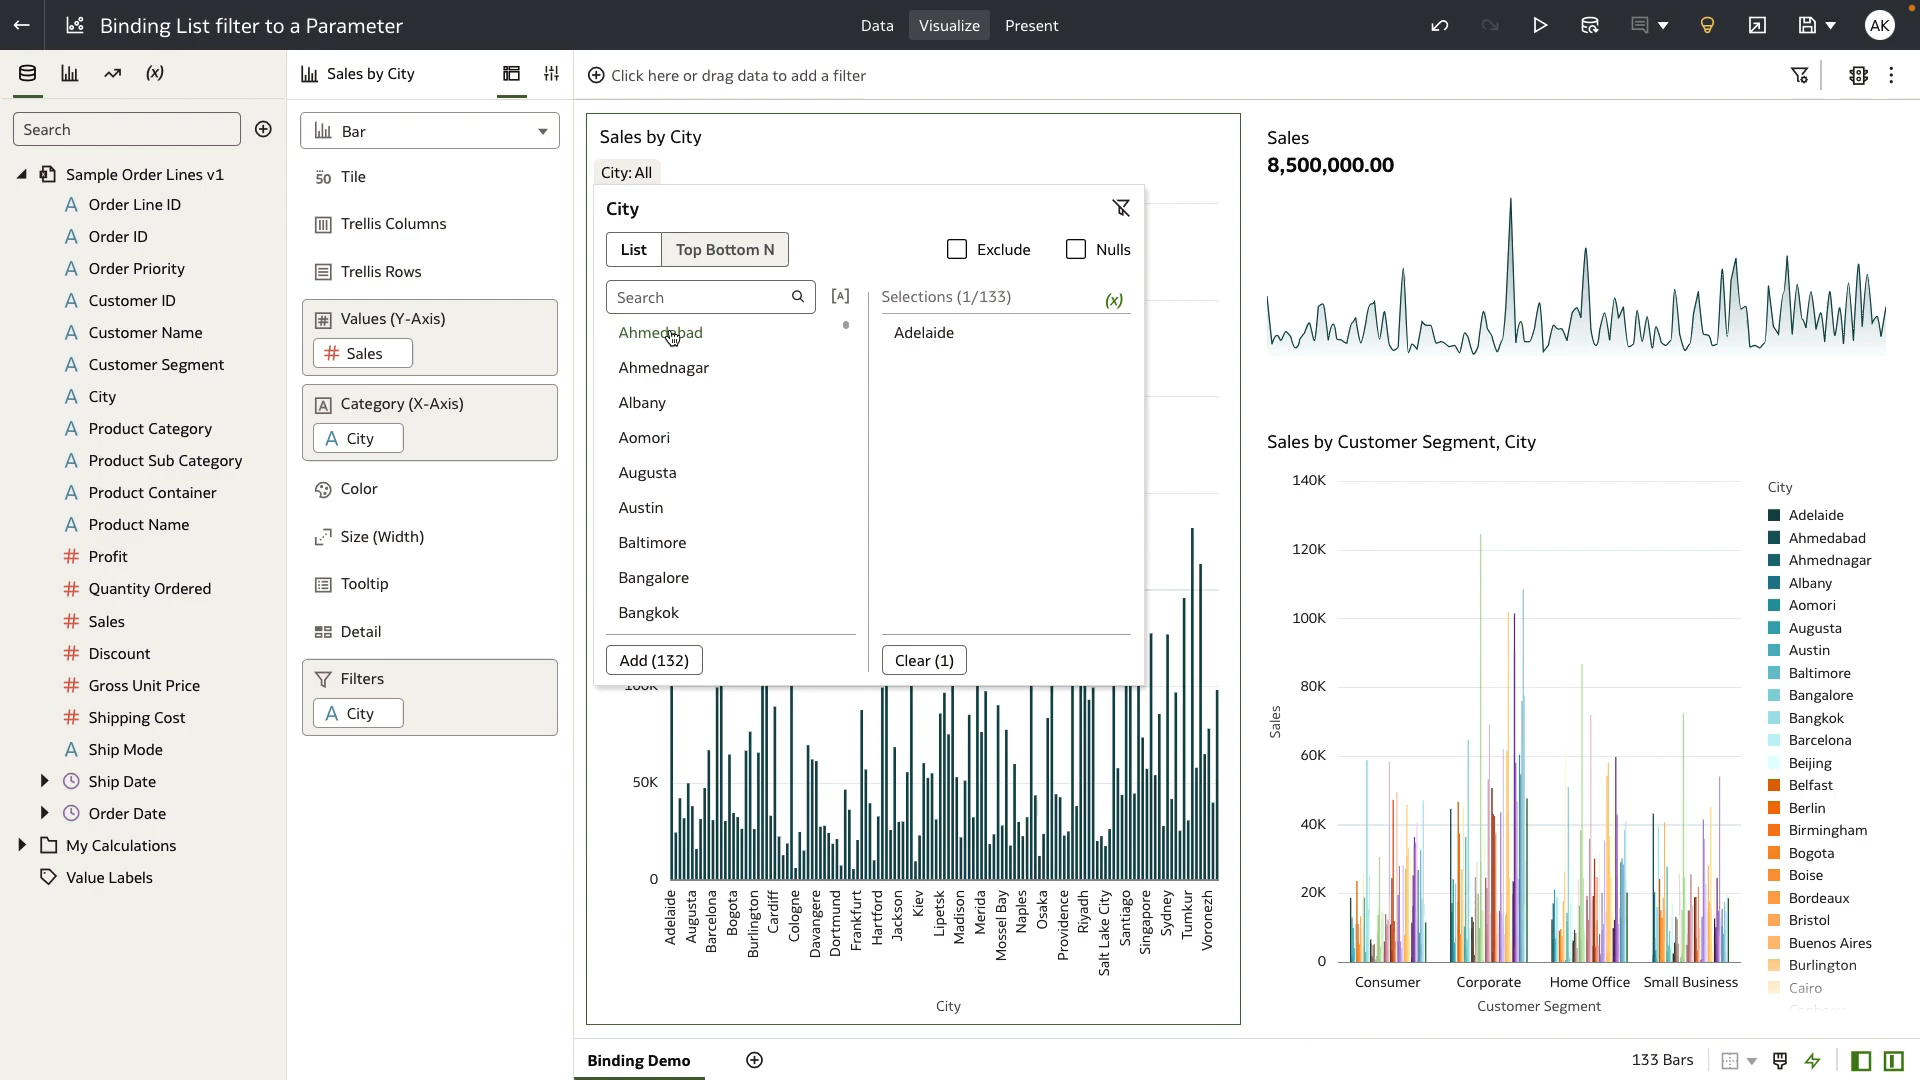 Binding List filter to a Parameter
Data
Visualize
Present
AK
(x)
Sales by City
Click here or drag data to add a filter
Search
Sample Order Lines v1
Order Line ID
Order ID
Order Priority
Customer ID
Customer Name
Customer Segment
City
Product Category
Product Sub Category
Product Container
Product Name
Profit
Quantity Ordered
Sales
Discount
Gross Unit Price
Shipping Cost
Ship Mode
Ship Date
Order Date
My Calculations
Value Labels
Bar
Tile
Trellis Columns
Trellis Rows
Values (Y-Axis)
Sales
Category (X-Axis)
City
Color
Size (Width)
Tooltip
Detail
Filters
City
Sales by City
City: All
City
List
Top Bottom N
Exclude
Nulls
Search
[A]
Selections (1/133)
(x)
Ahmedabad
Ahmednagar
Albany
Aomori
Augusta
Austin
Baltimore
Bangalore
Bangkok
Add (132)
Adelaide
Clear (1)
100K
50K
0
Adelaide
Augusta
Barcelona
Bogota
Burlington
Cardiff
Cologne
Davangere
Dortmund
Frankfurt
Hartford
Jackson
Kiev
Lipetsk
Madison
Merida
Mossel Bay
Naples
Osaka
Providence
Riyadh
Salt Lake City
Santiago
Singapore
Sydney
Tumkur
Voronezh
City
Sales
8,500,000.00
Sales by Customer Segment, City
140K
120K
100K
80K
60K
40K
20K
0
Sales
Consumer
Corporate
Home Office
Small Business
Customer Segment
City
Adelaide
Ahmedabad
Ahmednagar
Albany
Aomori
Augusta
Austin
Baltimore
Bangalore
Bangkok
Barcelona
Beijing
Belfast
Berlin
Birmingham
Bogota
Boise
Bordeaux
Bristol
Buenos Aires
Burlington
Cairo
Binding Demo
133 Bars